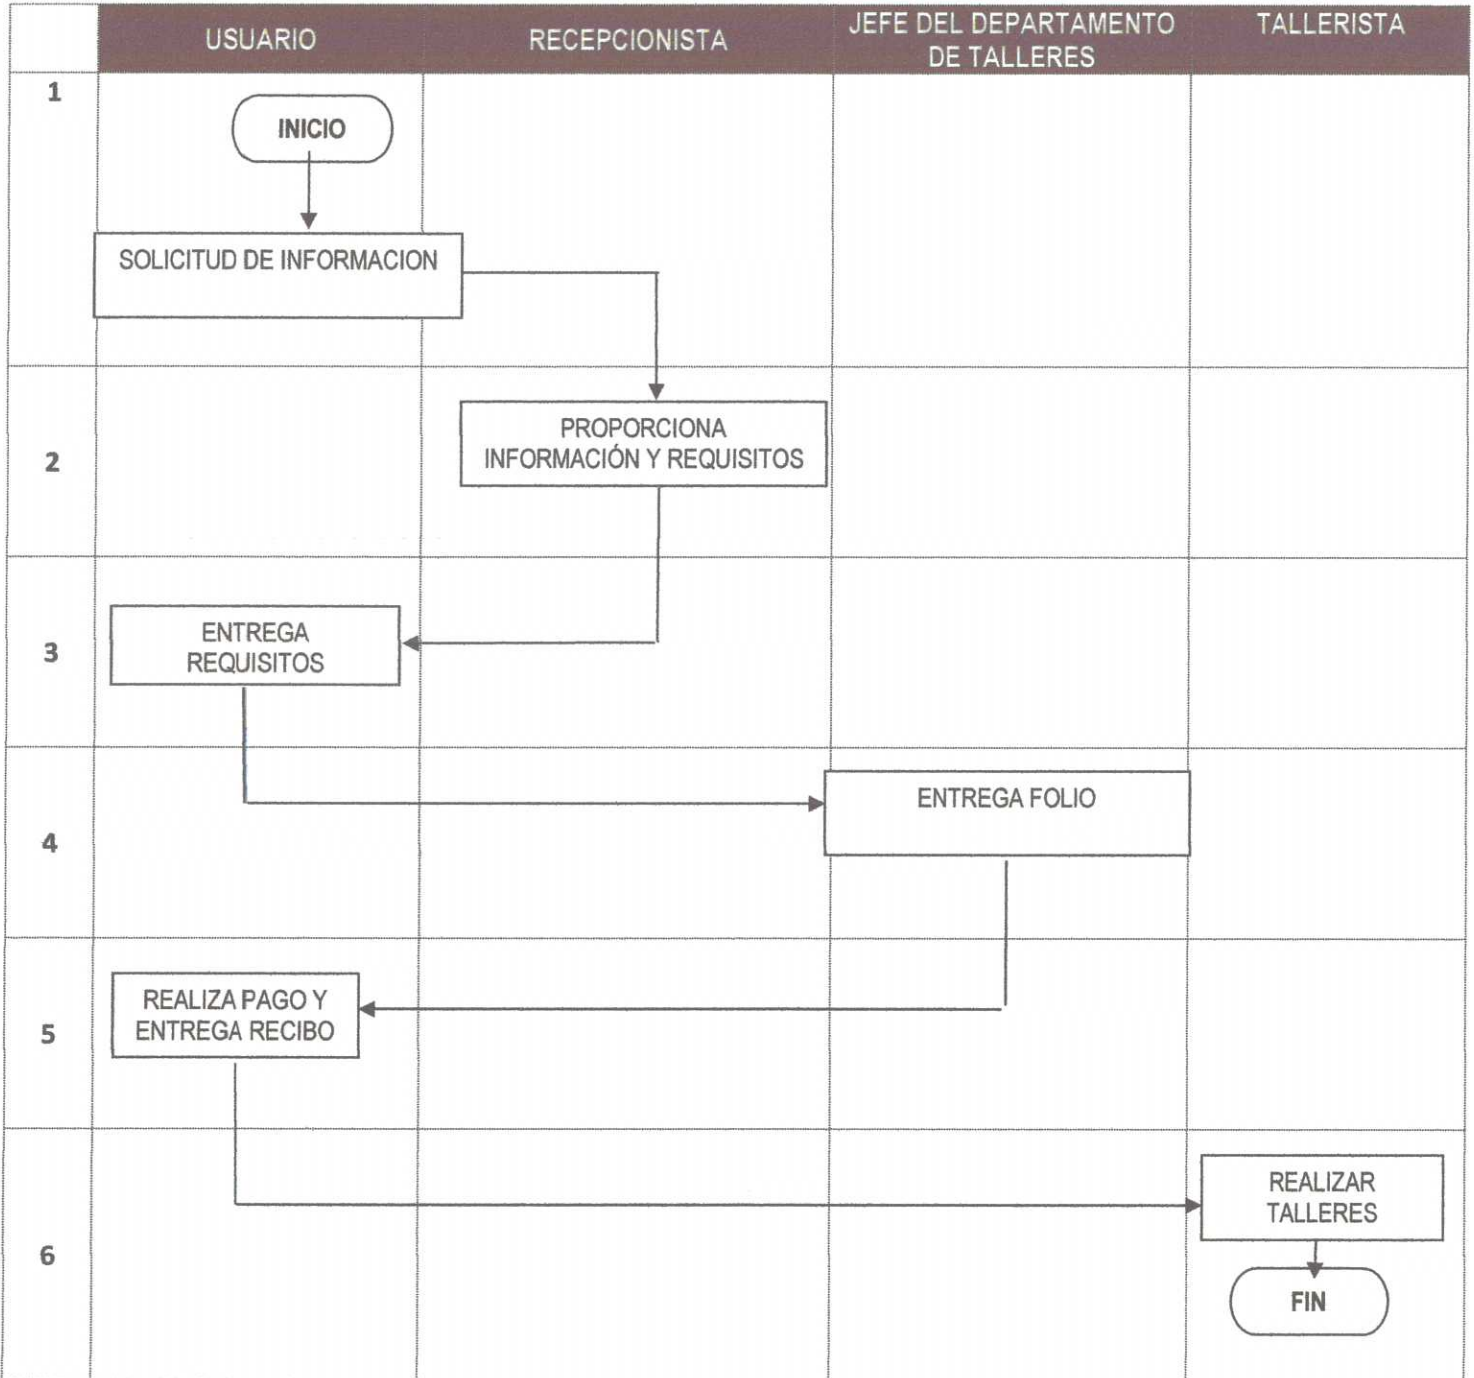 USUARIO
RECEPCIONISTA
JEFE DEL DEPARTAMENTO
DE TALLERES
TALLERISTA
1
INICIO
SOLICITUD DE INFORMACION
2
PROPORCIONA
INFORMACIÓN Y REQUISITOS
3
ENTREGA
REQUISITOS
4
ENTREGA FOLIO
5
REALIZA PAGO Y
ENTREGA RECIBO
6
REALIZAR
TALLERES
FIN